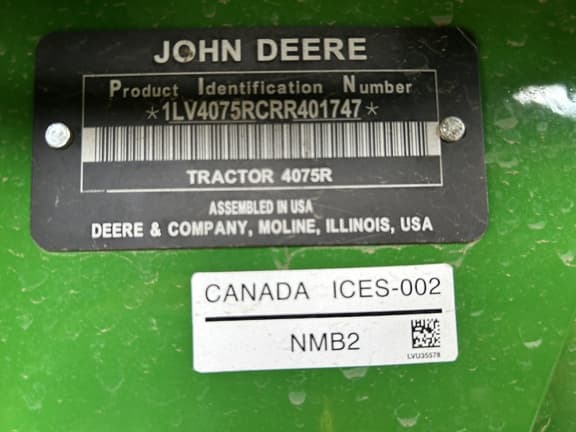 JOHN DEERE
Product Identification Number
*1LV4075RCRR401747*
TRACTOR 4075R
ASSEMBLED IN USA
DEERE & COMPANY, MOLINE, ILLINOIS, USA
CANADA ICES-002
NMB2
LVU35578